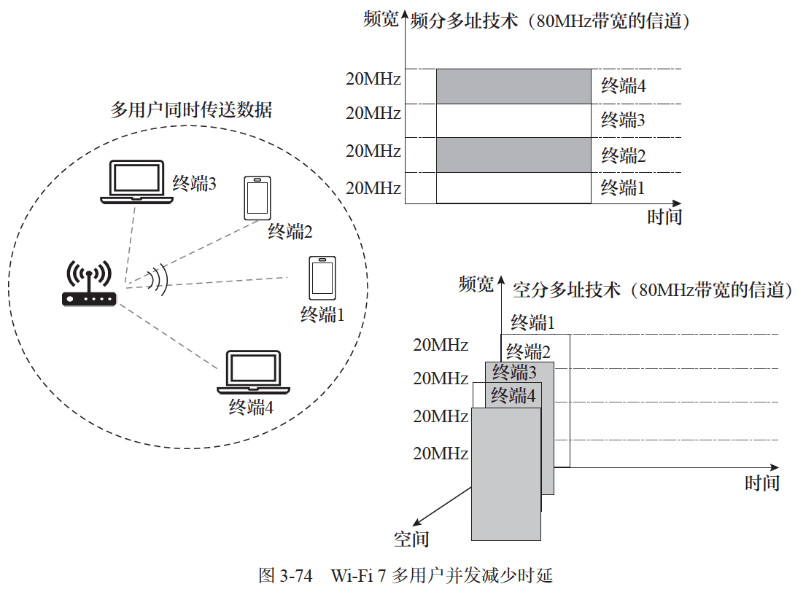 多用户同时传送数据
终端3
终端2
终端1
终端4
频宽
频分多址技术（80MHz带宽的信道）
20MHz
终端4
20MHz
终端3
20MHz
终端2
20MHz
终端1
时间
频宽
空分多址技术（80MHz带宽的信道）
终端1
20MHz
终端2
20MHz
终端3
终端4
20MHz
20MHz
时间
空间
图 3-74 Wi-Fi 7 多用户并发减少时延